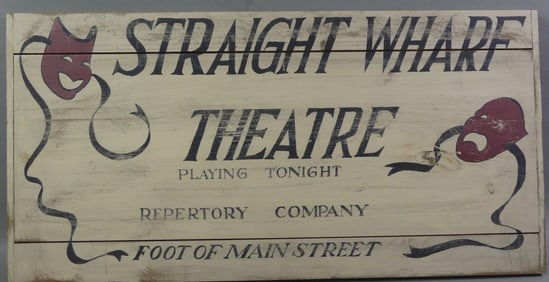 STRAIGHT WHARF
THEATRE
PLAYING TONIGHT
REPERTORY COMPANY
FOOT OF MAIN STREET